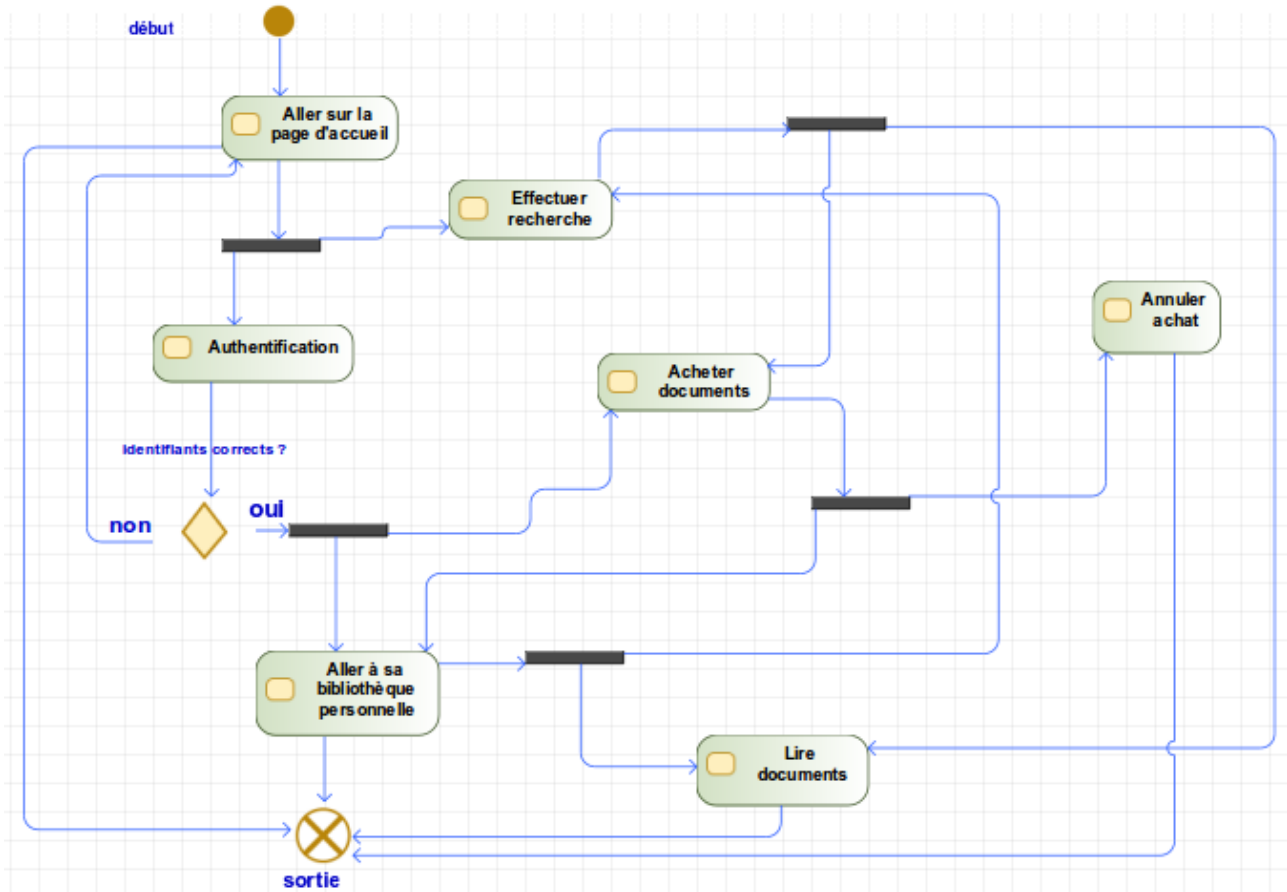 début
Aller sur la
page d'accueil
Effectuer
recherche
Annuler
achat
Authentification
Acheter
documents
Identifiants corrects ?
oui
non
Aller à sa
bibliothèque
personnelle
Lire
documents
sortie